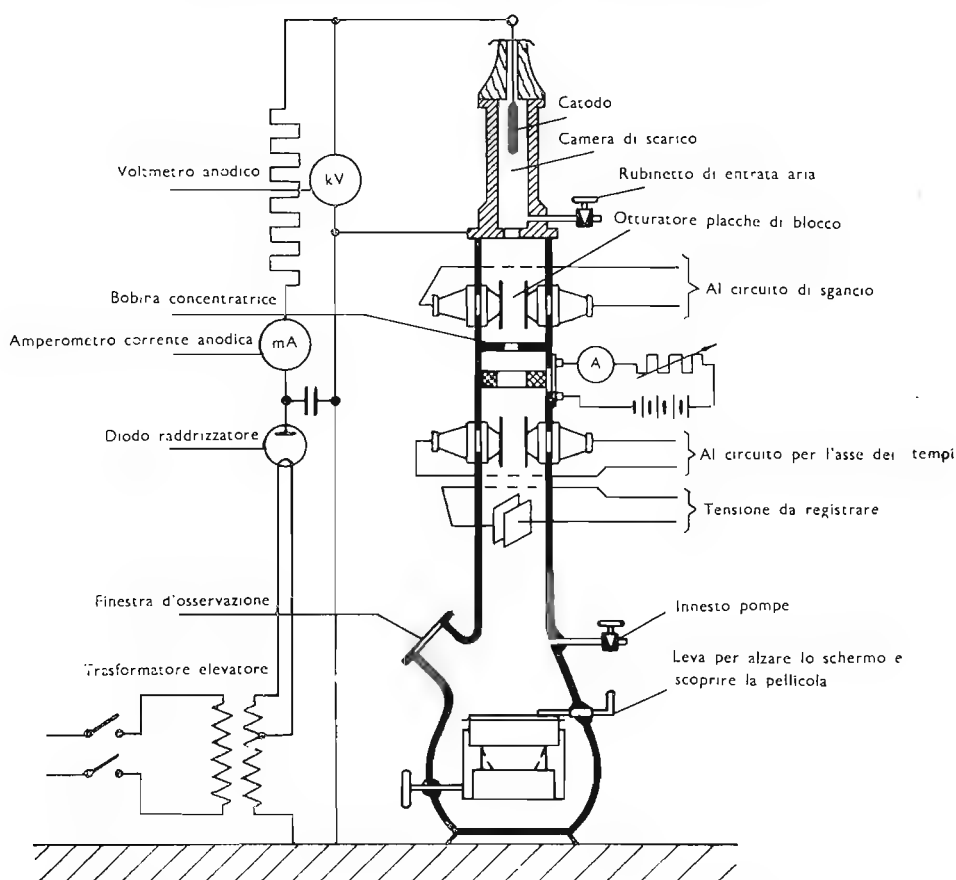 Catodo
Camera di scarico
Voltmetro anodico
kV
Rubinetto di entrata aria
Otturatore placche di blocco
Al circuito di sgancio
Bobina concentratrice
Amperometro corrente anodica
mA
A
Diodo raddrizzatore
Al circuito per l'asse dei tempi
Tensione da registrare
Finestra d'osservazione
Innesto pompe
Trasformatore elevatore
Leva per alzare lo schermo e
scoprire la pellicola